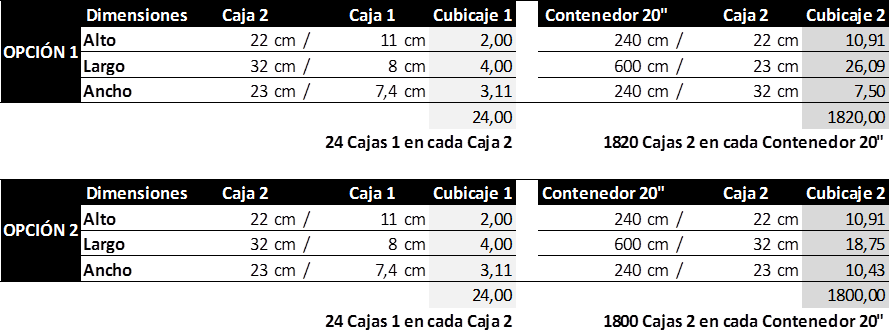 Dimensiones Caja 2 Caja 1 Cubicaje 1 Contenedor 20" Caja 2 Cubicaje 2
OPCIÓN 1
Alto 22 cm / 11 cm 2,00 240 cm / 22 cm 10,91
Largo 32 cm / 8 cm 4,00 600 cm / 23 cm 26,09
Ancho 23 cm / 7,4 cm 3,11 240 cm / 32 cm 7,50
24,00 1820,00
24 Cajas 1 en cada Caja 2 1820 Cajas 2 en cada Contenedor 20"
Dimensiones Caja 2 Caja 1 Cubicaje 1 Contenedor 20" Caja 2 Cubicaje 2
OPCIÓN 2
Alto 22 cm / 11 cm 2,00 240 cm / 22 cm 10,91
Largo 32 cm / 8 cm 4,00 600 cm / 32 cm 18,75
Ancho 23 cm / 7,4 cm 3,11 240 cm / 23 cm 10,43
24,00 1800,00
24 Cajas 1 en cada Caja 2 1800 Cajas 2 en cada Contenedor 20"